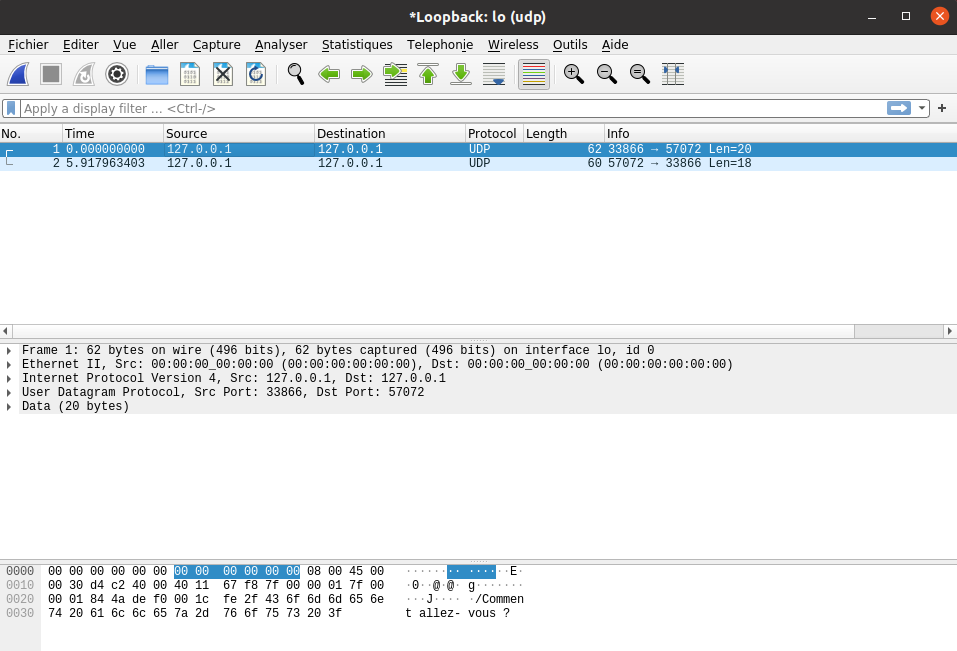 *Loopback: lo (udp)
Fichier Editer Vue Aller Capture Analyser Statistiques Telephonie Wireless Outils Aide
Apply a display filter ... <Ctrl-/>
No. Time Source Destination Protocol Length Info
1 0.000000000 127.0.0.1 127.0.0.1 UDP 62 33866 → 57072 Len=20
2 5.917963403 127.0.0.1 127.0.0.1 UDP 60 57072 → 33866 Len=18
Frame 1: 62 bytes on wire (496 bits), 62 bytes captured (496 bits) on interface lo, id 0
Ethernet II, Src: 00:00:00_00:00:00 (00:00:00:00:00:00), Dst: 00:00:00_00:00:00 (00:00:00:00:00:00)
Internet Protocol Version 4, Src: 127.0.0.1, Dst: 127.0.0.1
User Datagram Protocol, Src Port: 33866, Dst Port: 57072
Data (20 bytes)
0000 00 00 00 00 00 00 00 00 00 00 00 00 08 00 45 00 ········ ······E·
0010 00 30 d4 c2 40 00 40 11 67 f8 7f 00 00 01 7f 00 ·0··@·@· g·······
0020 00 01 84 4a de f0 00 1c fe 2f 43 6f 6d 6d 65 6e ···J···· ·/Commen
0030 74 20 61 6c 6c 65 7a 2d 76 6f 75 73 20 3f t allez- vous ?